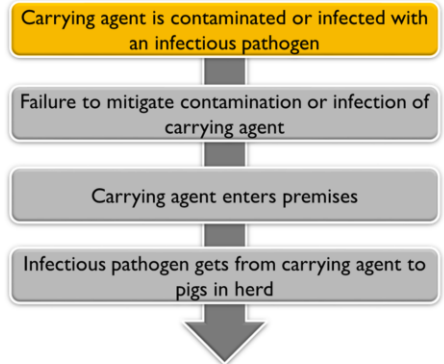 Carrying agent is contaminated or infected with
an infectious pathogen
Failure to mitigate contamination or infection of
carrying agent
Carrying agent enters premises
Infectious pathogen gets from carrying agent to
pigs in herd